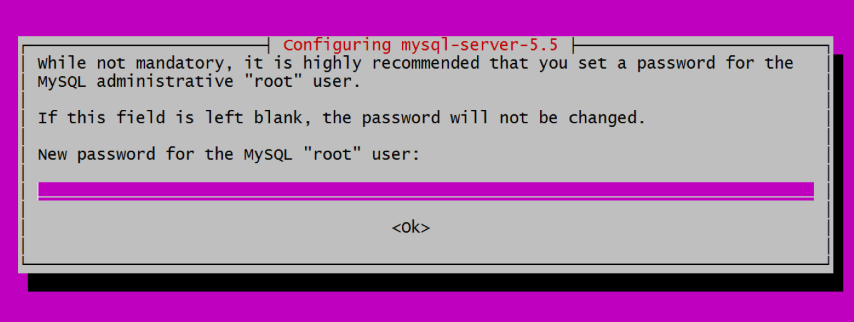 Configuring mysql-server-5.5
While not mandatory, it is highly recommended that you set a password for the
MySQL administrative "root" user.
If this field is left blank, the password will not be changed.
New password for the MySQL "root" user:
<Ok>